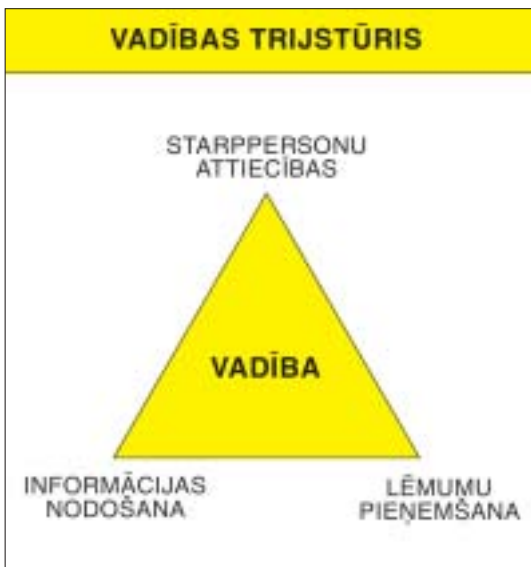 VADĪBAS TRIJSTŪRIS
STARPPERSONU
ATTIECĪBAS
VADĪBA
INFORMĀCIJAS
NODOŠANA
LĒMUMU
PIEŅEMŠANA